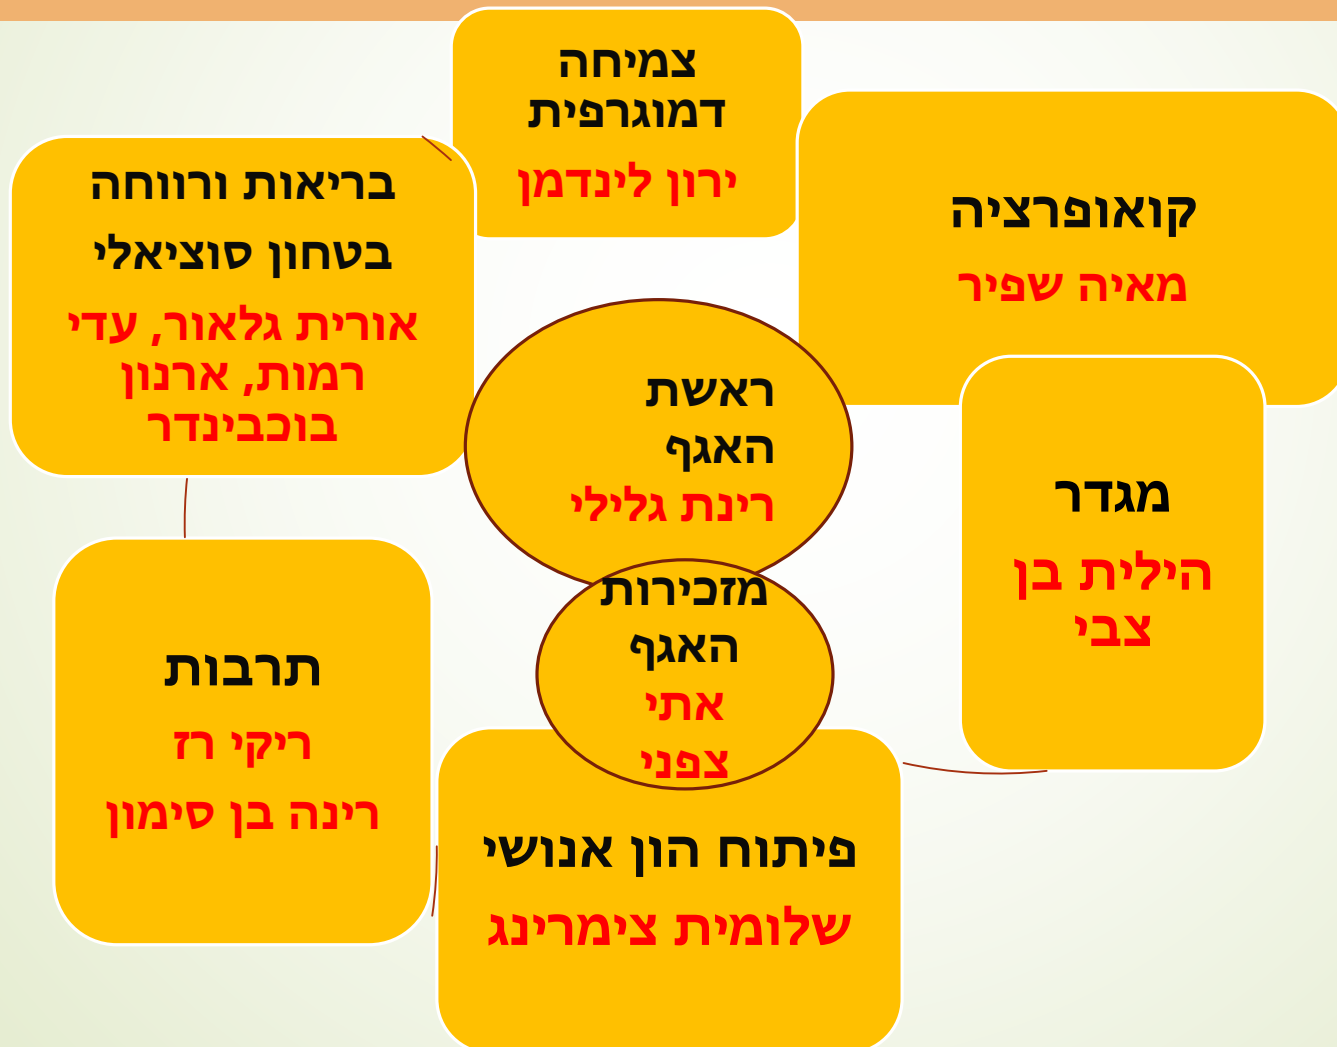 צמיחה
דמוגרפית
ירון לינדמן
קואופרציה
מאיה שפיר
בריאות ורווחה
בטחון סוציאלי
אורית גלאור, עדי
רמות, ארנון
בוכבינדר
ראשת
האגף
רינת גלילי
מזכירות
האגף
אתי
צפני
מגדר
הילית בן
צבי
תרבות
ריקי רז
רינה בן סימון
פיתוח הון אנושי
שלומית צימרינג